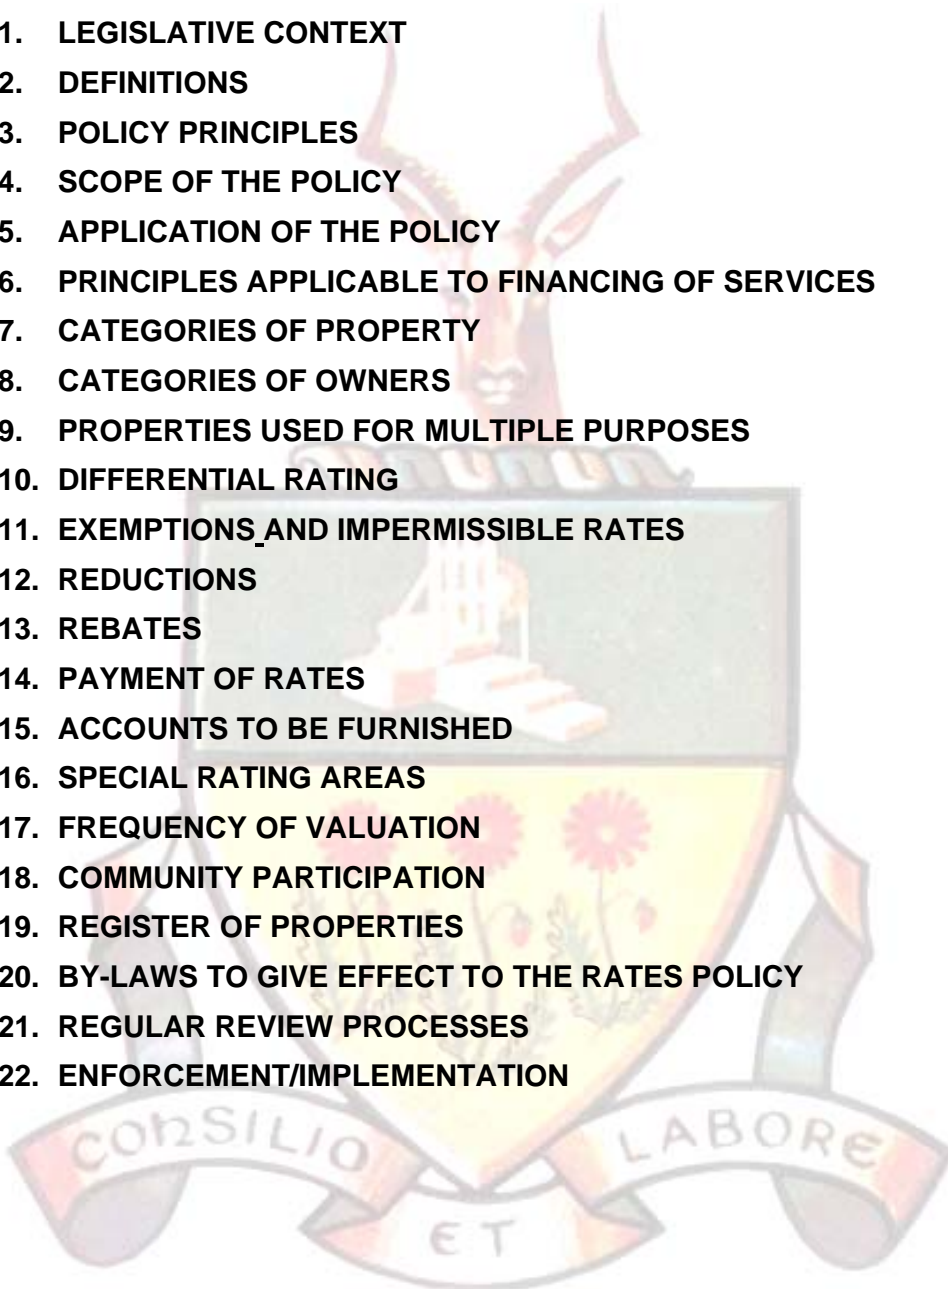 1. LEGISLATIVE CONTEXT
2. DEFINITIONS
3. POLICY PRINCIPLES
4. SCOPE OF THE POLICY
5. APPLICATION OF THE POLICY
6. PRINCIPLES APPLICABLE TO FINANCING OF SERVICES
7. CATEGORIES OF PROPERTY
8. CATEGORIES OF OWNERS
9. PROPERTIES USED FOR MULTIPLE PURPOSES
10. DIFFERENTIAL RATING
11. EXEMPTIONS AND IMPERMISSIBLE RATES
12. REDUCTIONS
13. REBATES
14. PAYMENT OF RATES
15. ACCOUNTS TO BE FURNISHED
16. SPECIAL RATING AREAS
17. FREQUENCY OF VALUATION
18. COMMUNITY PARTICIPATION
19. REGISTER OF PROPERTIES
20. BY-LAWS TO GIVE EFFECT TO THE RATES POLICY
21. REGULAR REVIEW PROCESSES
22. ENFORCEMENT/IMPLEMENTATION
CONSILIO ET LABORE